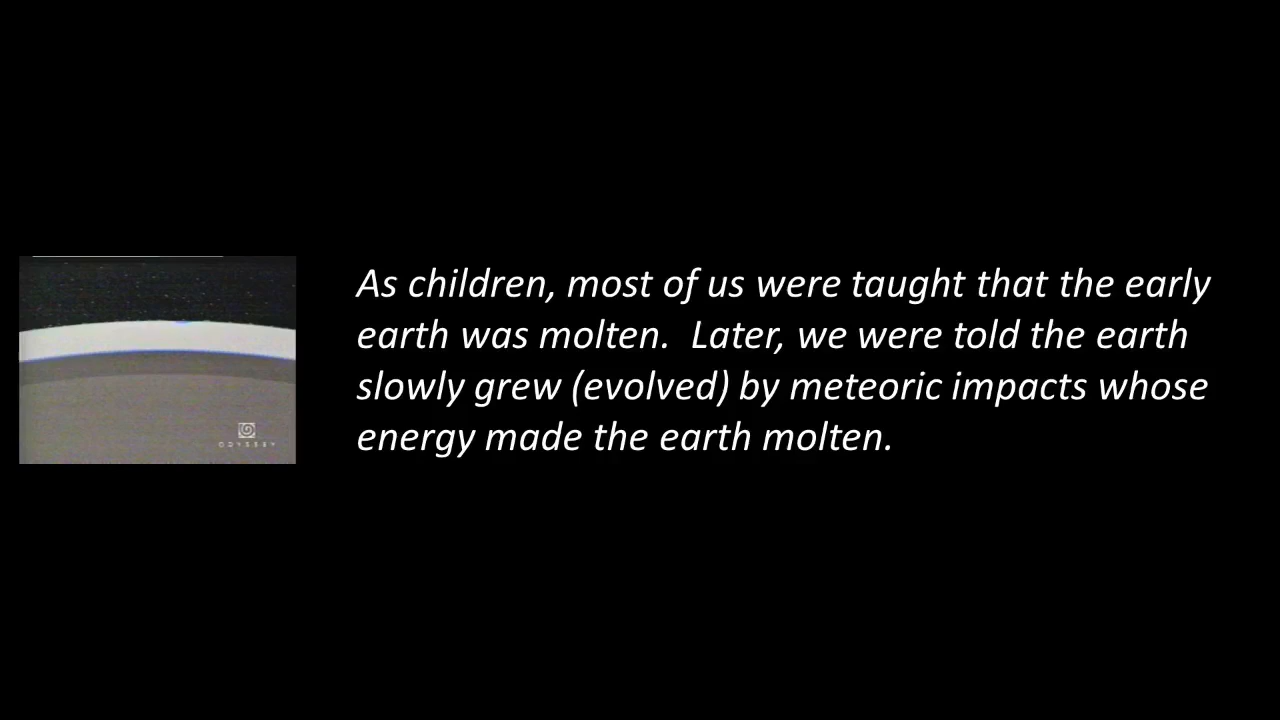 As children, most of us were taught that the early
earth was molten.  Later, we were told the earth
slowly grew (evolved) by meteoric impacts whose
energy made the earth molten.
ODYSSEY